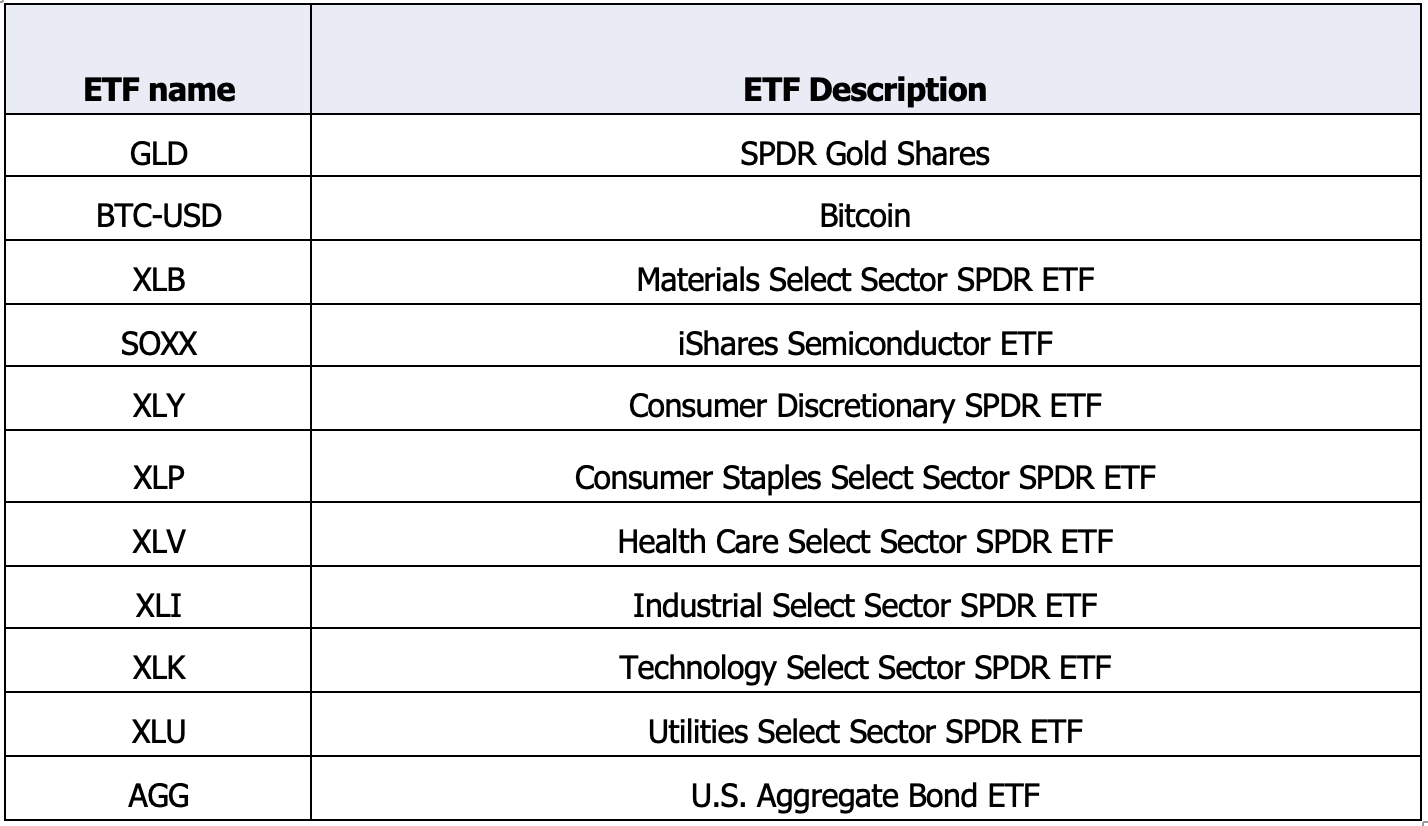 ETF name ETF Description
GLD SPDR Gold Shares
BTC-USD Bitcoin
XLB Materials Select Sector SPDR ETF
SOXX iShares Semiconductor ETF
XLY Consumer Discretionary SPDR ETF
XLP Consumer Staples Select Sector SPDR ETF
XLV Health Care Select Sector SPDR ETF
XLI Industrial Select Sector SPDR ETF
XLK Technology Select Sector SPDR ETF
XLU Utilities Select Sector SPDR ETF
AGG U.S. Aggregate Bond ETF